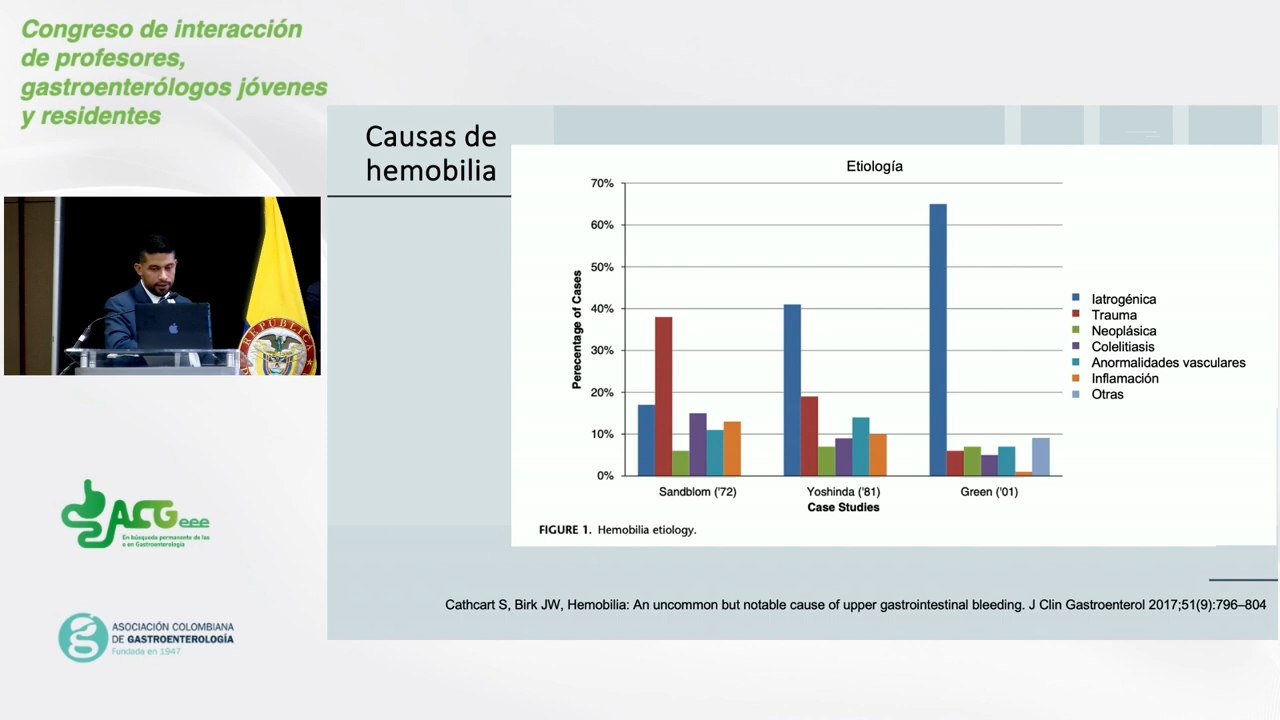 Congreso de interacción
de profesores,
gastroenterólogos jóvenes
y residentes
Causas de
hemobilia
Etiología
70%
60%
50%
40%
30%
20%
10%
0%
Perecentage of Cases
Sandblom ('72)
Yoshinda ('81)
Green ('01)
Case Studies
Iatrogénica
Trauma
Neoplásica
Colelitiasis
Anormalidades vasculares
Inflamación
Otras
FIGURE 1. Hemobilia etiology.
Cathcart S, Birk JW, Hemobilia: An uncommon but notable cause of upper gastrointestinal bleeding. J Clin Gastroenterol 2017;51(9):796–804
REPÚBLICA
ACGeee
En búsqueda permanente de las
e en Gastroenterología
ASOCIACIÓN COLOMBIANA
DE GASTROENTEROLOGÍA
Fundada en 1947